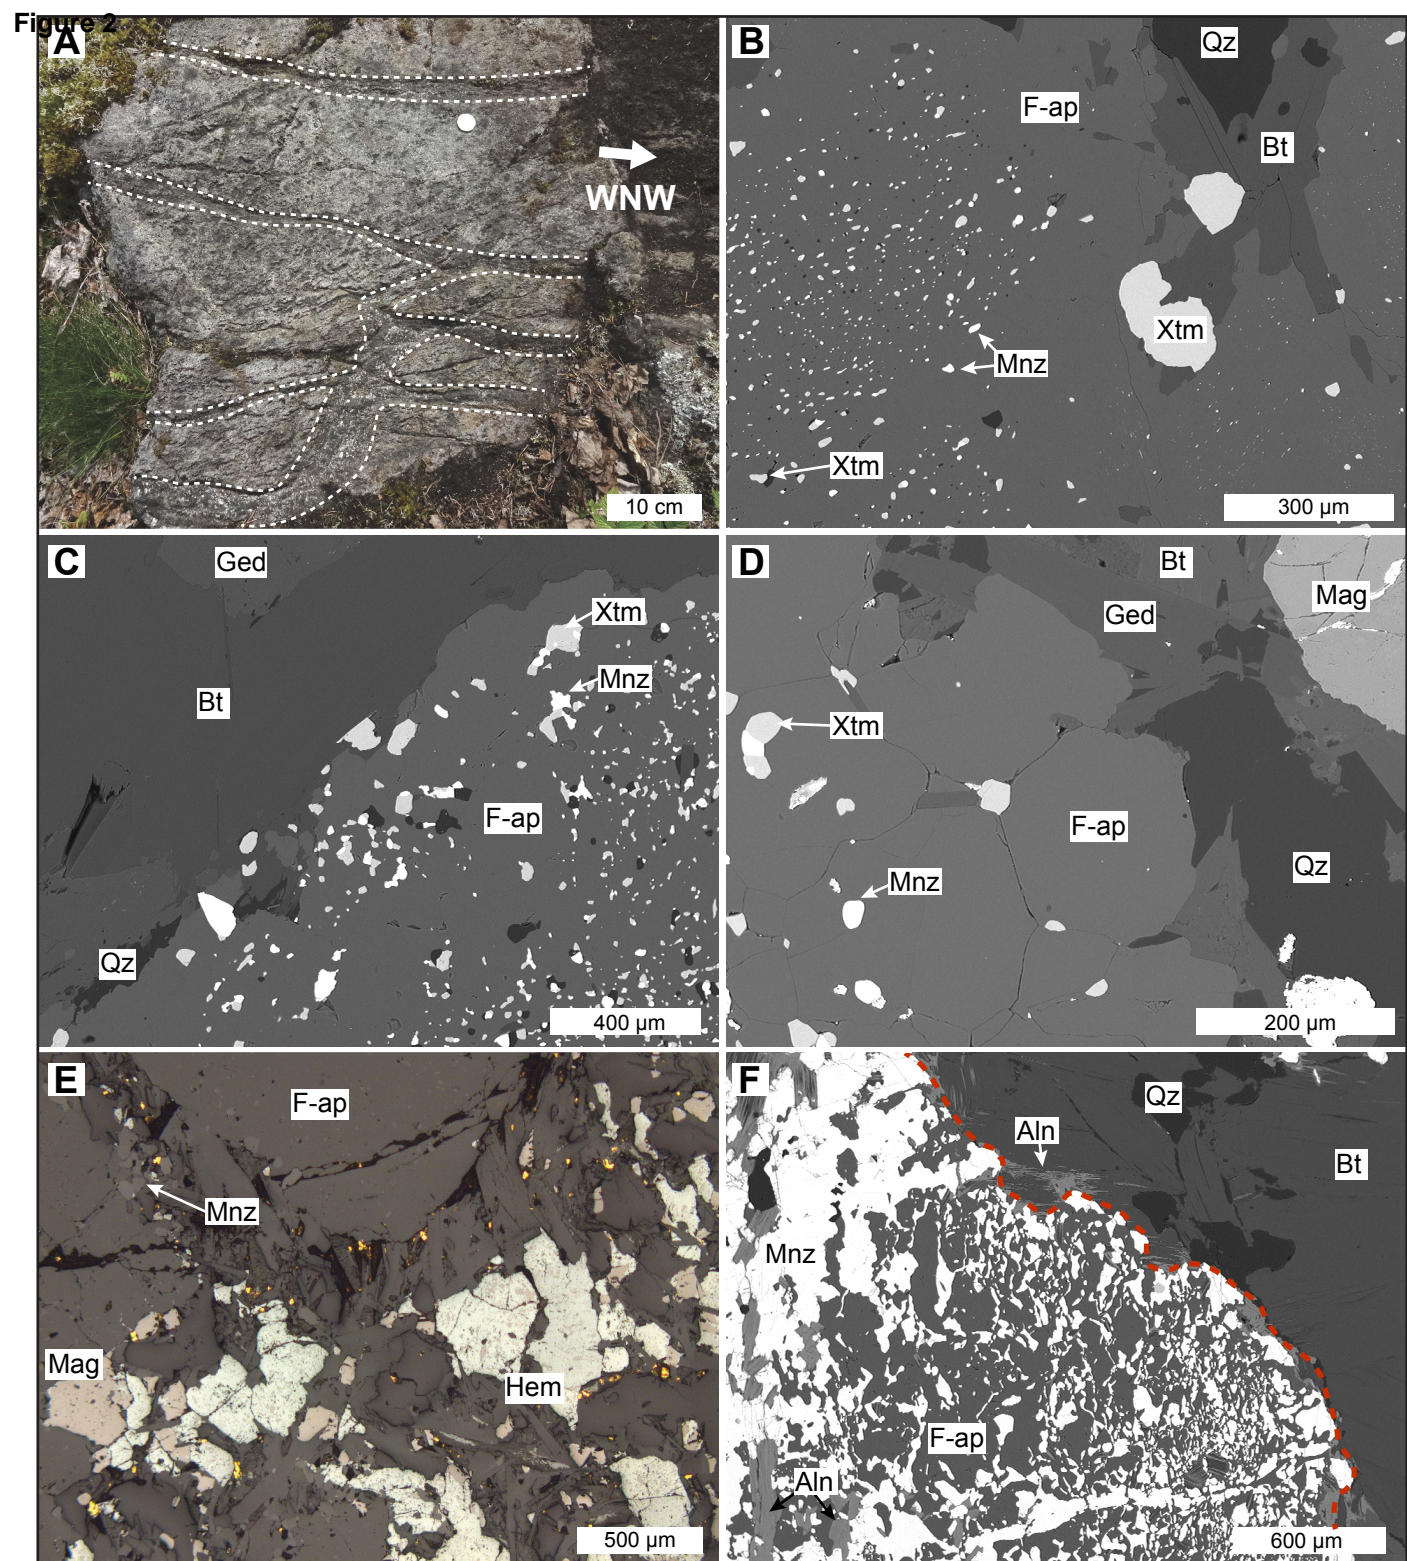 Figure 2
A
WNW
10 cm
B
Qz
F-ap
Bt
Xtm
Mnz
Xtm
300 µm
C
Ged
Xtm
Mnz
Bt
F-ap
Qz
400 µm
D
Bt
Mag
Ged
Xtm
F-ap
Mnz
Qz
200 µm
E
F-ap
Mnz
Mag
Hem
500 µm
F
Qz
Aln
Bt
Mnz
F-ap
Aln
600 µm